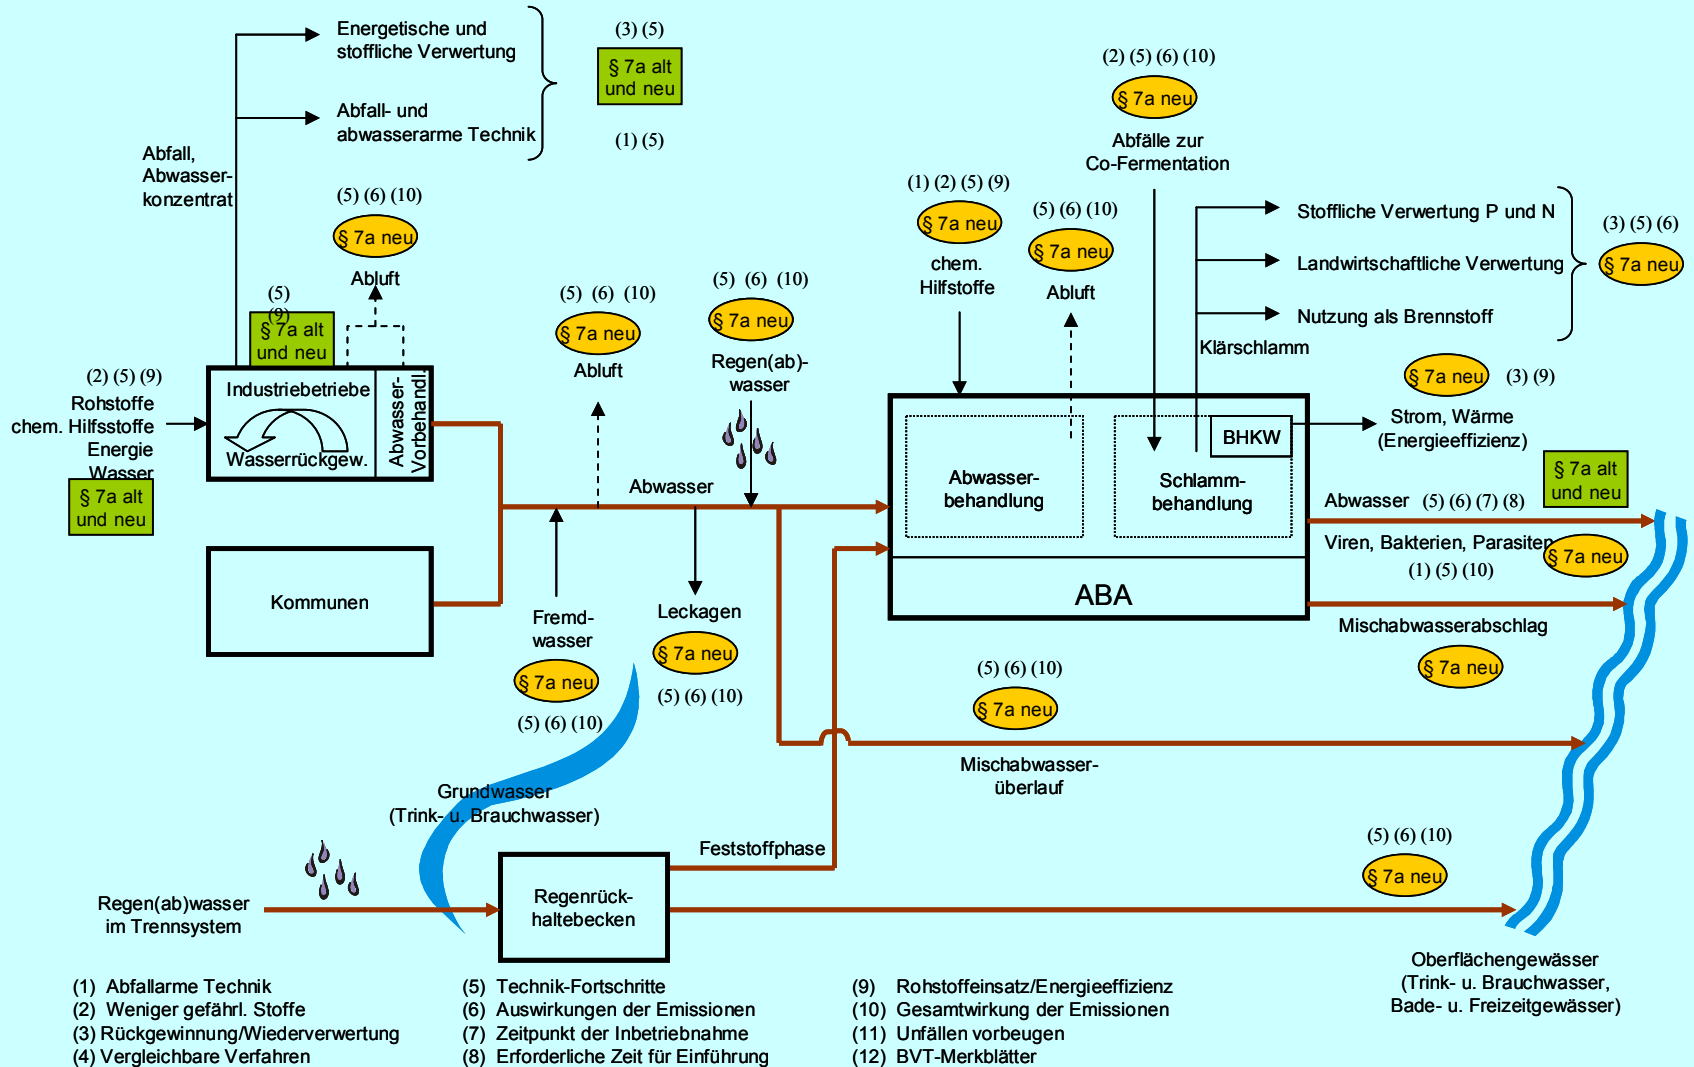 Energetische und
stoffliche Verwertung
(3) (5)
§ 7a alt
und neu
Abfall- und
abwasserarme Technik
(1) (5)
Abfall,
Abwasser-
konzentrat
(5) (6) (10)
§ 7a neu
Abluft
(5)
(9)
§ 7a alt
und neu
(2) (5) (9)
Rohstoffe
chem. Hilfsstoffe
Energie
Wasser
§ 7a alt
und neu
Industriebetriebe
Wasserrückgew.
Abwasser-
Vorbehandl.
Kommunen
(5) (6) (10)
§ 7a neu
Abluft
(5) (6) (10)
§ 7a neu
Regen(ab)-
wasser
Abwasser
Fremd-
wasser
§ 7a neu
(5) (6) (10)
Leckagen
§ 7a neu
(5) (6) (10)
(1) (2) (5) (9)
§ 7a neu
chem.
Hilfstoffe
(5) (6) (10)
§ 7a neu
Abluft
(2) (5) (6) (10)
§ 7a neu
Abfälle zur
Co-Fermentation
Stoffliche Verwertung P und N
Landwirtschaftliche Verwertung
Nutzung als Brennstoff
(3) (5) (6)
§ 7a neu
Klärschlamm
§ 7a neu
(3) (9)
Strom, Wärme
(Energieeffizienz)
BHKW
Abwasser-
behandlung
Schlamm-
behandlung
ABA
Abwasser
(5) (6) (7) (8)
§ 7a alt
und neu
Viren, Bakterien, Parasiten
§ 7a neu
(1) (5) (10)
Mischabwasserabschlag
§ 7a neu
(5) (6) (10)
§ 7a neu
Mischabwasser-
überlauf
Grundwasser
(Trink- u. Brauchwasser)
Feststoffphase
Regen(ab)wasser
im Trennsystem
Regenrück-
haltebecken
(5) (6) (10)
§ 7a neu
Oberflächengewässer
(Trink- u. Brauchwasser,
Bade- u. Freizeitgewässer)
(1) Abfallarme Technik
(2) Weniger gefährl. Stoffe
(3) Rückgewinnung/Wiederverwertung
(4) Vergleichbare Verfahren
(5) Technik-Fortschritte
(6) Auswirkungen der Emissionen
(7) Zeitpunkt der Inbetriebnahme
(8) Erforderliche Zeit für Einführung
(9) Rohstoffeinsatz/Energieeffizienz
(10) Gesamtwirkung der Emissionen
(11) Unfällen vorbeugen
(12) BVT-Merkblätter